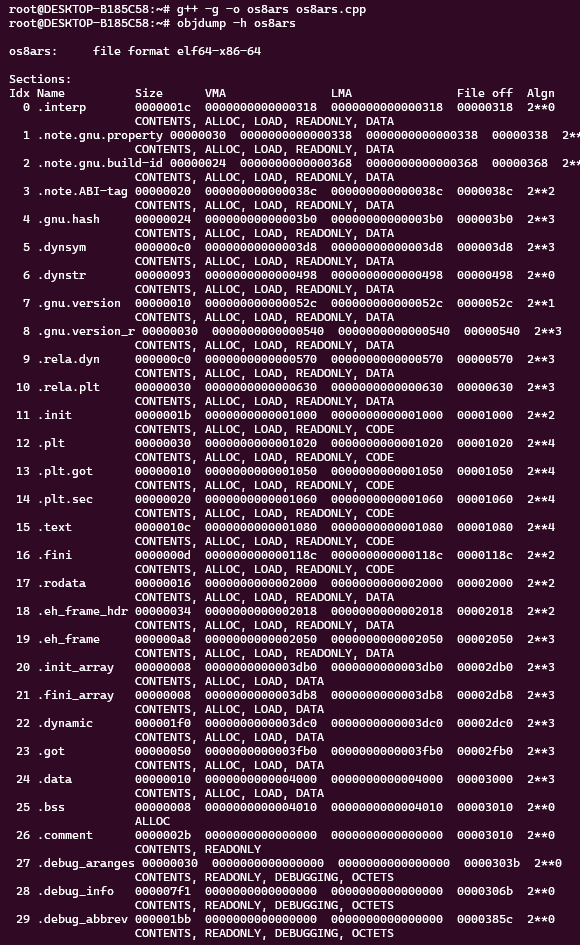 root@DESKTOP-B185C58:~# g++ -g -o os8ars os8ars.cpp
root@DESKTOP-B185C58:~# objdump -h os8ars

os8ars:     file format elf64-x86-64

Sections:
Idx Name          Size      VMA               LMA               File off  Algn
  0 .interp       0000001c  0000000000000318  0000000000000318  00000318  2**0
                  CONTENTS, ALLOC, LOAD, READONLY, DATA
  1 .note.gnu.property 00000030  0000000000000338  0000000000000338  00000338  2**
                  CONTENTS, ALLOC, LOAD, READONLY, DATA
  2 .note.gnu.build-id 00000024  0000000000000368  0000000000000368  00000368  2**
                  CONTENTS, ALLOC, LOAD, READONLY, DATA
  3 .note.ABI-tag 00000020  000000000000038c  000000000000038c  0000038c  2**2
                  CONTENTS, ALLOC, LOAD, READONLY, DATA
  4 .gnu.hash     00000024  00000000000003b0  00000000000003b0  000003b0  2**3
                  CONTENTS, ALLOC, LOAD, READONLY, DATA
  5 .dynsym       000000c0  00000000000003d8  00000000000003d8  000003d8  2**3
                  CONTENTS, ALLOC, LOAD, READONLY, DATA
  6 .dynstr       00000093  0000000000000498  0000000000000498  00000498  2**0
                  CONTENTS, ALLOC, LOAD, READONLY, DATA
  7 .gnu.version  00000010  000000000000052c  000000000000052c  0000052c  2**1
                  CONTENTS, ALLOC, LOAD, READONLY, DATA
  8 .gnu.version_r 00000030  0000000000000540  0000000000000540  00000540  2**3
                  CONTENTS, ALLOC, LOAD, READONLY, DATA
  9 .rela.dyn     000000c0  0000000000000570  0000000000000570  00000570  2**3
                  CONTENTS, ALLOC, LOAD, READONLY, DATA
 10 .rela.plt     00000030  0000000000000630  0000000000000630  00000630  2**3
                  CONTENTS, ALLOC, LOAD, READONLY, DATA
 11 .init         0000001b  0000000000001000  0000000000001000  00001000  2**2
                  CONTENTS, ALLOC, LOAD, READONLY, CODE
 12 .plt          00000030  0000000000001020  0000000000001020  00001020  2**4
                  CONTENTS, ALLOC, LOAD, READONLY, CODE
 13 .plt.got      00000010  0000000000001050  0000000000001050  00001050  2**4
                  CONTENTS, ALLOC, LOAD, READONLY, CODE
 14 .plt.sec      00000020  0000000000001060  0000000000001060  00001060  2**4
                  CONTENTS, ALLOC, LOAD, READONLY, CODE
 15 .text         0000010c  0000000000001080  0000000000001080  00001080  2**4
                  CONTENTS, ALLOC, LOAD, READONLY, CODE
 16 .fini         0000000d  000000000000118c  000000000000118c  0000118c  2**2
                  CONTENTS, ALLOC, LOAD, READONLY, CODE
 17 .rodata       00000016  0000000000002000  0000000000002000  00002000  2**2
                  CONTENTS, ALLOC, LOAD, READONLY, DATA
 18 .eh_frame_hdr 00000034  0000000000002018  0000000000002018  00002018  2**2
                  CONTENTS, ALLOC, LOAD, READONLY, DATA
 19 .eh_frame     000000a8  0000000000002050  0000000000002050  00002050  2**3
                  CONTENTS, ALLOC, LOAD, READONLY, DATA
 20 .init_array   00000008  0000000000003db0  0000000000003db0  00002db0  2**3
                  CONTENTS, ALLOC, LOAD, DATA
 21 .fini_array   00000008  0000000000003db8  0000000000003db8  00002db8  2**3
                  CONTENTS, ALLOC, LOAD, DATA
 22 .dynamic      000001f0  0000000000003dc0  0000000000003dc0  00002dc0  2**3
                  CONTENTS, ALLOC, LOAD, DATA
 23 .got          00000050  0000000000003fb0  0000000000003fb0  00002fb0  2**3
                  CONTENTS, ALLOC, LOAD, DATA
 24 .data         00000010  0000000000004000  0000000000004000  00003000  2**3
                  CONTENTS, ALLOC, LOAD, DATA
 25 .bss          00000008  0000000000004010  0000000000004010  00003010  2**0
                  ALLOC
 26 .comment      0000002b  0000000000000000  0000000000000000  00003010  2**0
                  CONTENTS, READONLY
 27 .debug_aranges 00000030  0000000000000000  0000000000000000  0000303b  2**0
                  CONTENTS, READONLY, DEBUGGING, OCTETS
 28 .debug_info   000007f1  0000000000000000  0000000000000000  0000306b  2**0
                  CONTENTS, READONLY, DEBUGGING, OCTETS
 29 .debug_abbrev 000001bb  0000000000000000  0000000000000000  0000385c  2**0
                  CONTENTS, READONLY, DEBUGGING, OCTETS